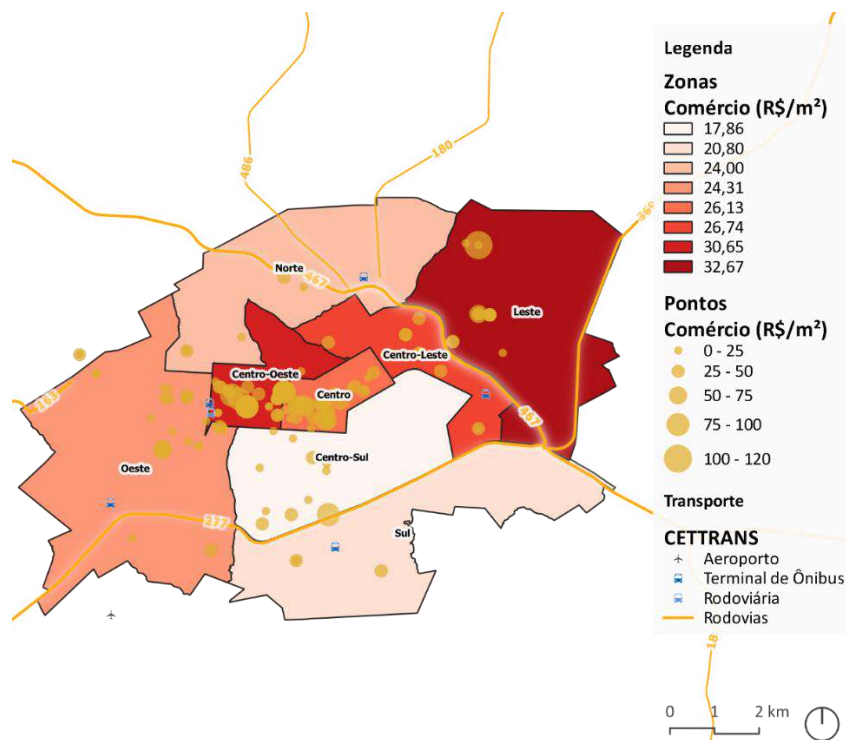 486
180
369
Norte
467
Leste
Centro-Leste
Centro-Oeste
Centro
163
467
Centro-Sul
Oeste
277
Sul
Legenda
Zonas
Comércio (R$/m²)
17,86
20,80
24,00
24,31
26,13
26,74
30,65
32,67
Pontos
Comércio (R$/m²)
0 - 25
25 - 50
50 - 75
75 - 100
100 - 120
Transporte
CETTRANS
Aeroporto
Terminal de Ônibus
Rodoviária
Rodovias
0 1 2 km